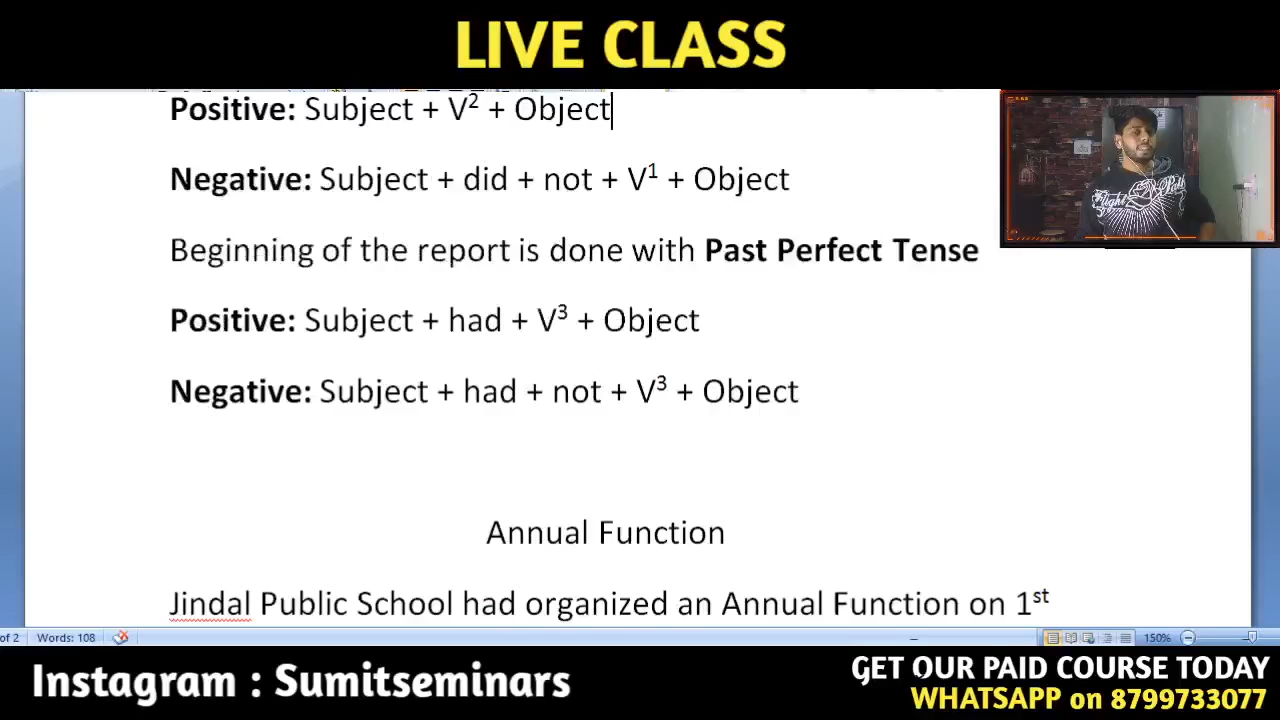 LIVE CLASS
Positive: Subject + V² + Object
Negative: Subject + did + not + V¹ + Object
Beginning of the report is done with Past Perfect Tense
Positive: Subject + had + V³ + Object
Negative: Subject + had + not + V³ + Object
Annual Function
Jindal Public School had organized an Annual Function on 1st
of 2 Words: 108 150%
Instagram : Sumitseminars
GET OUR PAID COURSE TODAY
WHATSAPP on 8799733077